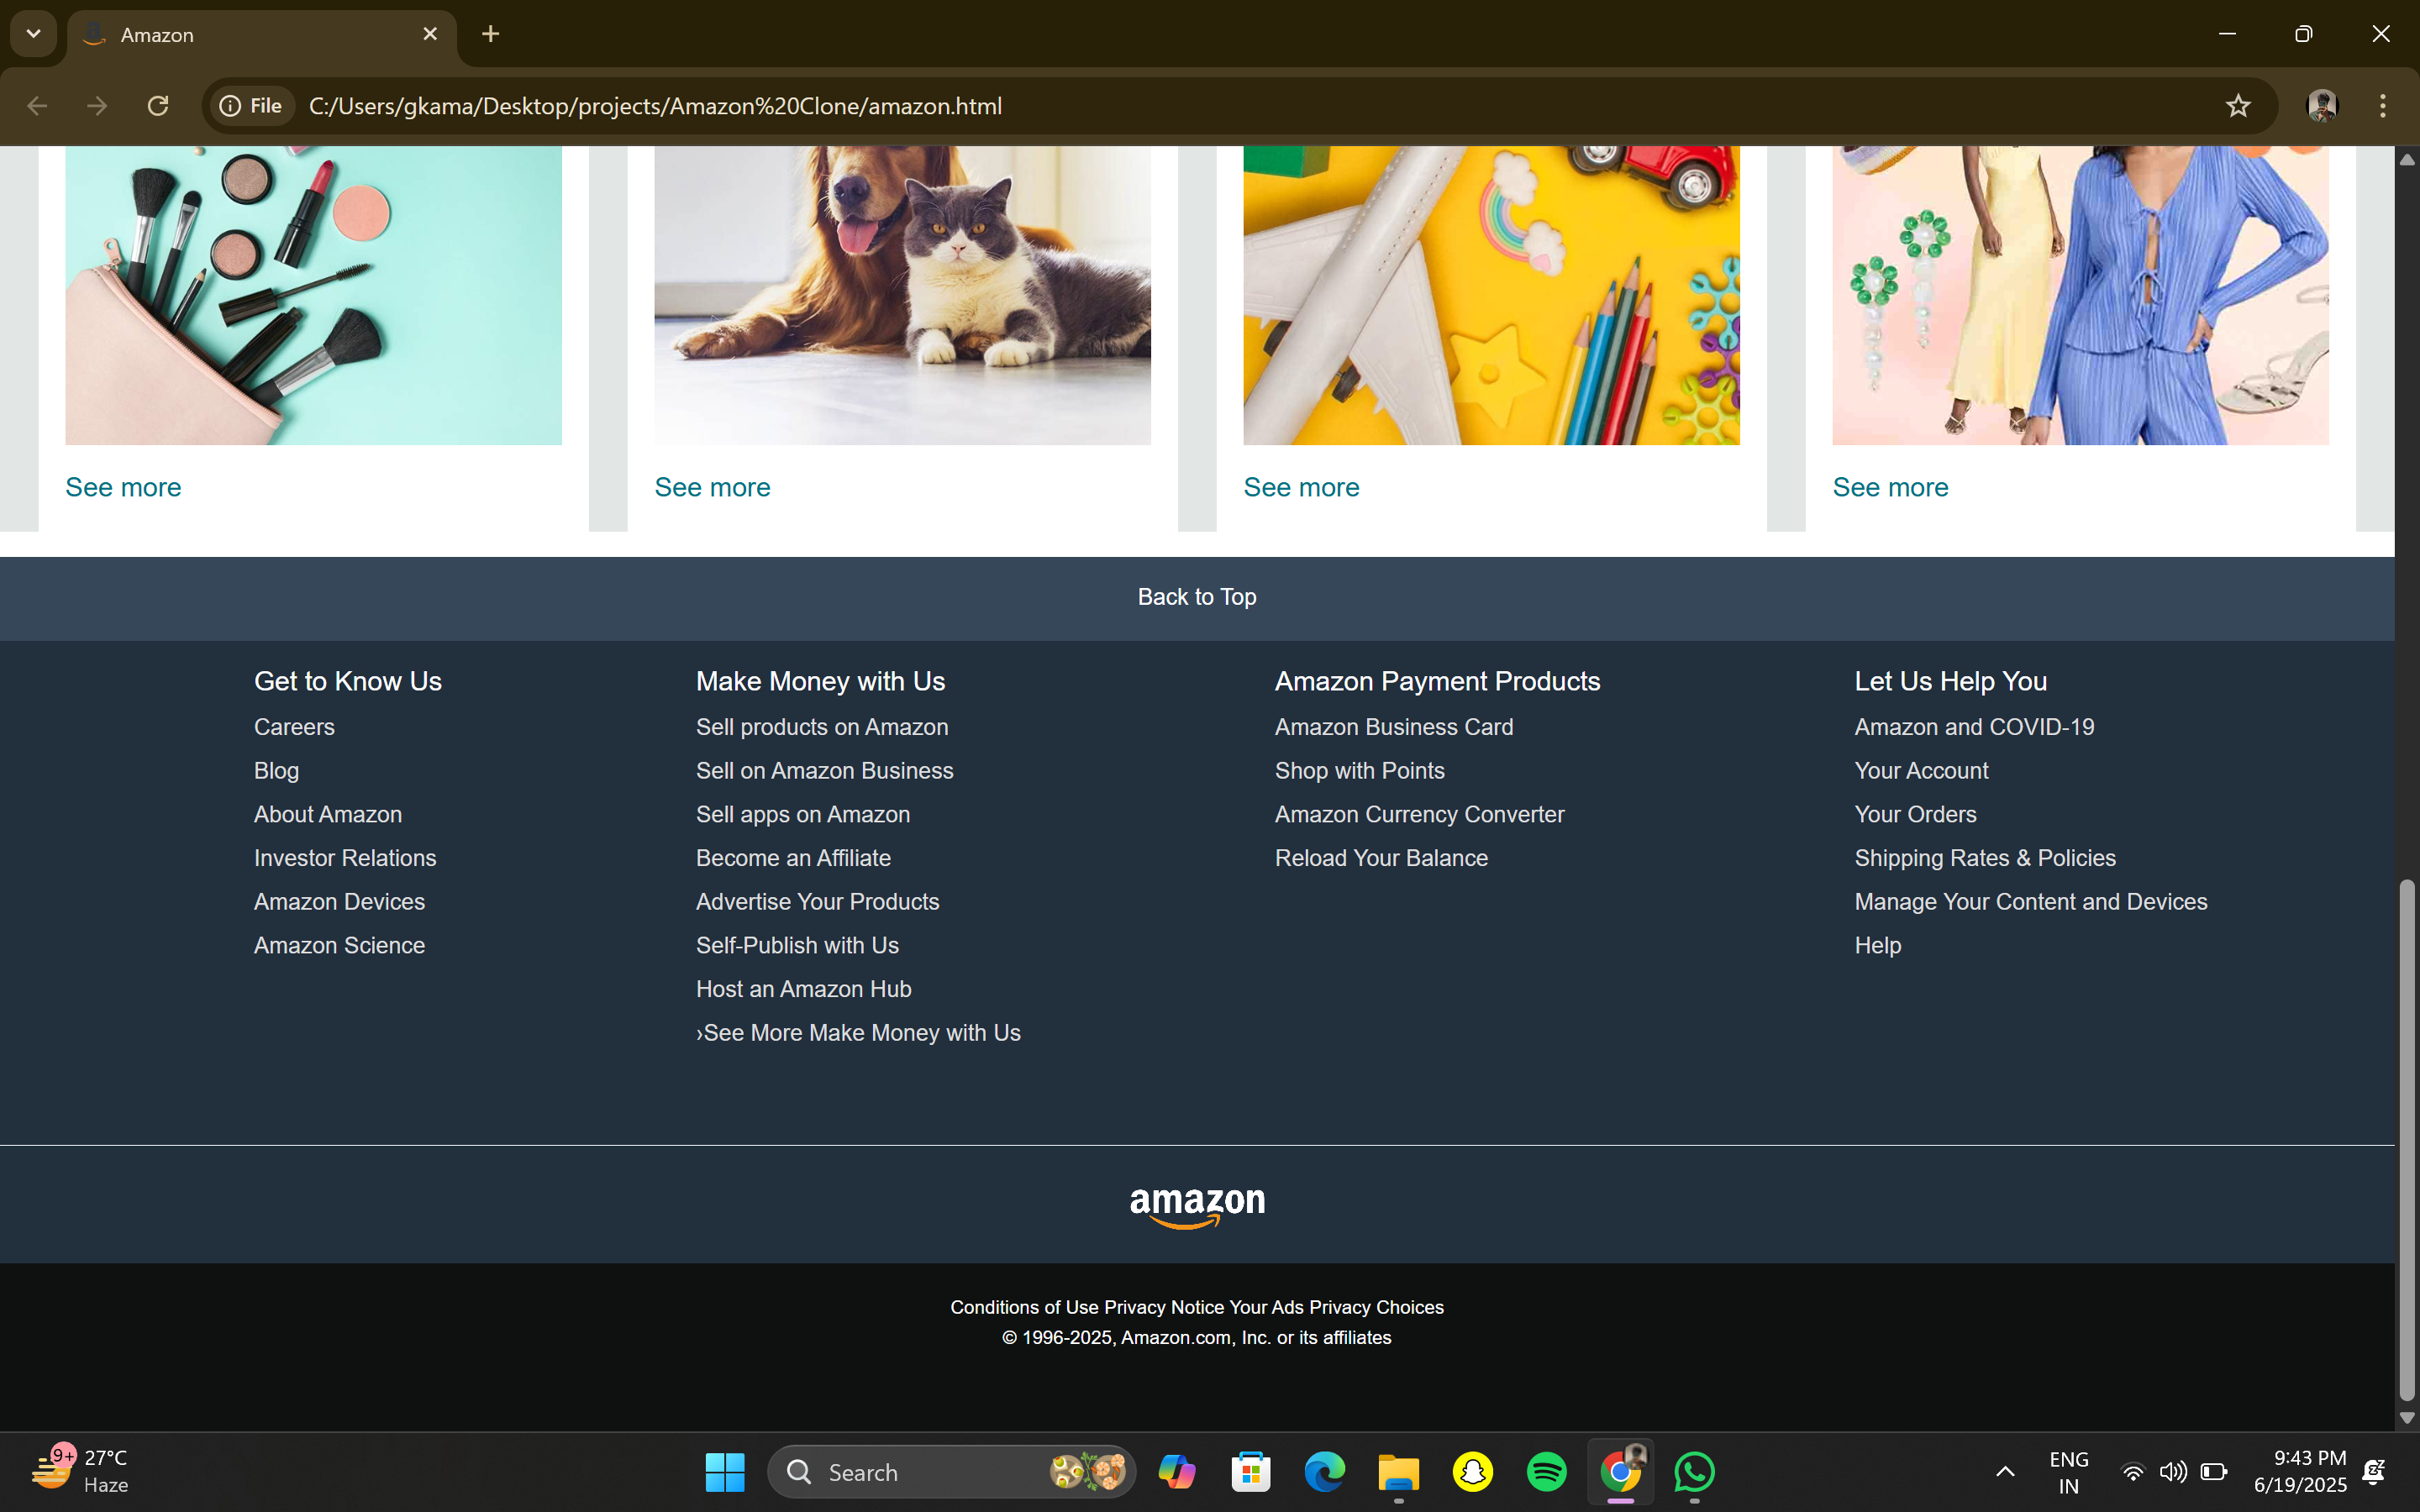 Amazon
File C:/Users/gkama/Desktop/projects/Amazon%20Clone/amazon.html
See more See more See more See more
Back to Top
Get to Know Us
Careers
Blog
About Amazon
Investor Relations
Amazon Devices
Amazon Science
Make Money with Us
Sell products on Amazon
Sell on Amazon Business
Sell apps on Amazon
Become an Affiliate
Advertise Your Products
Self-Publish with Us
Host an Amazon Hub
›See More Make Money with Us
Amazon Payment Products
Amazon Business Card
Shop with Points
Amazon Currency Converter
Reload Your Balance
Let Us Help You
Amazon and COVID-19
Your Account
Your Orders
Shipping Rates & Policies
Manage Your Content and Devices
Help
amazon
Conditions of Use Privacy Notice Your Ads Privacy Choices
© 1996-2025, Amazon.com, Inc. or its affiliates
9+
27°C
Haze
Search
ENG
IN
9:43 PM
6/19/2025